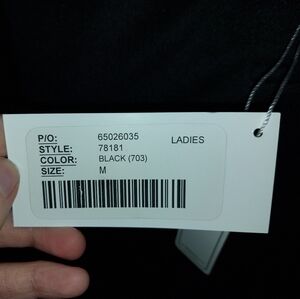 P/O: 65026035 LADIES
STYLE: 78181
COLOR: BLACK (703)
SIZE: M